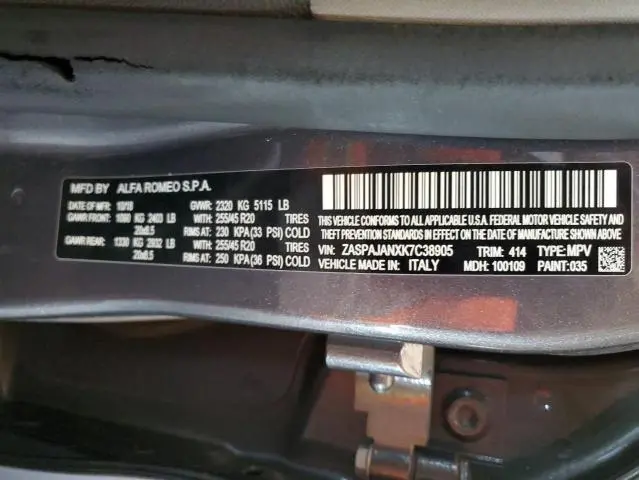 MFD BY ALFA ROMEO S.P.A.
DATE OF MFR: 10/18 GVWR: 2320 KG 5115 LB
GAWR FRONT: 1090 KG 2403 LB WITH: 255/45 R20 TIRES
20x8.5 RIMS AT: 230 KPA(33 PSI) COLD
GAWR REAR: 1330 KG 2932 LB WITH: 255/45 R20 TIRES
20x8.5 RIMS AT: 250 KPA(36 PSI) COLD
THIS VEHICLE CONFORMS TO ALL APPLICABLE U.S.A. FEDERAL MOTOR VEHICLE SAFETY AND
THEFT PREVENTION STANDARDS IN EFFECT ON THE DATE OF MANUFACTURE SHOWN ABOVE.
VIN: ZASPAJANXK7C38905 TRIM: 414 TYPE:MPV
VEHICLE MADE IN: ITALY MDH: 100109 PAINT:035